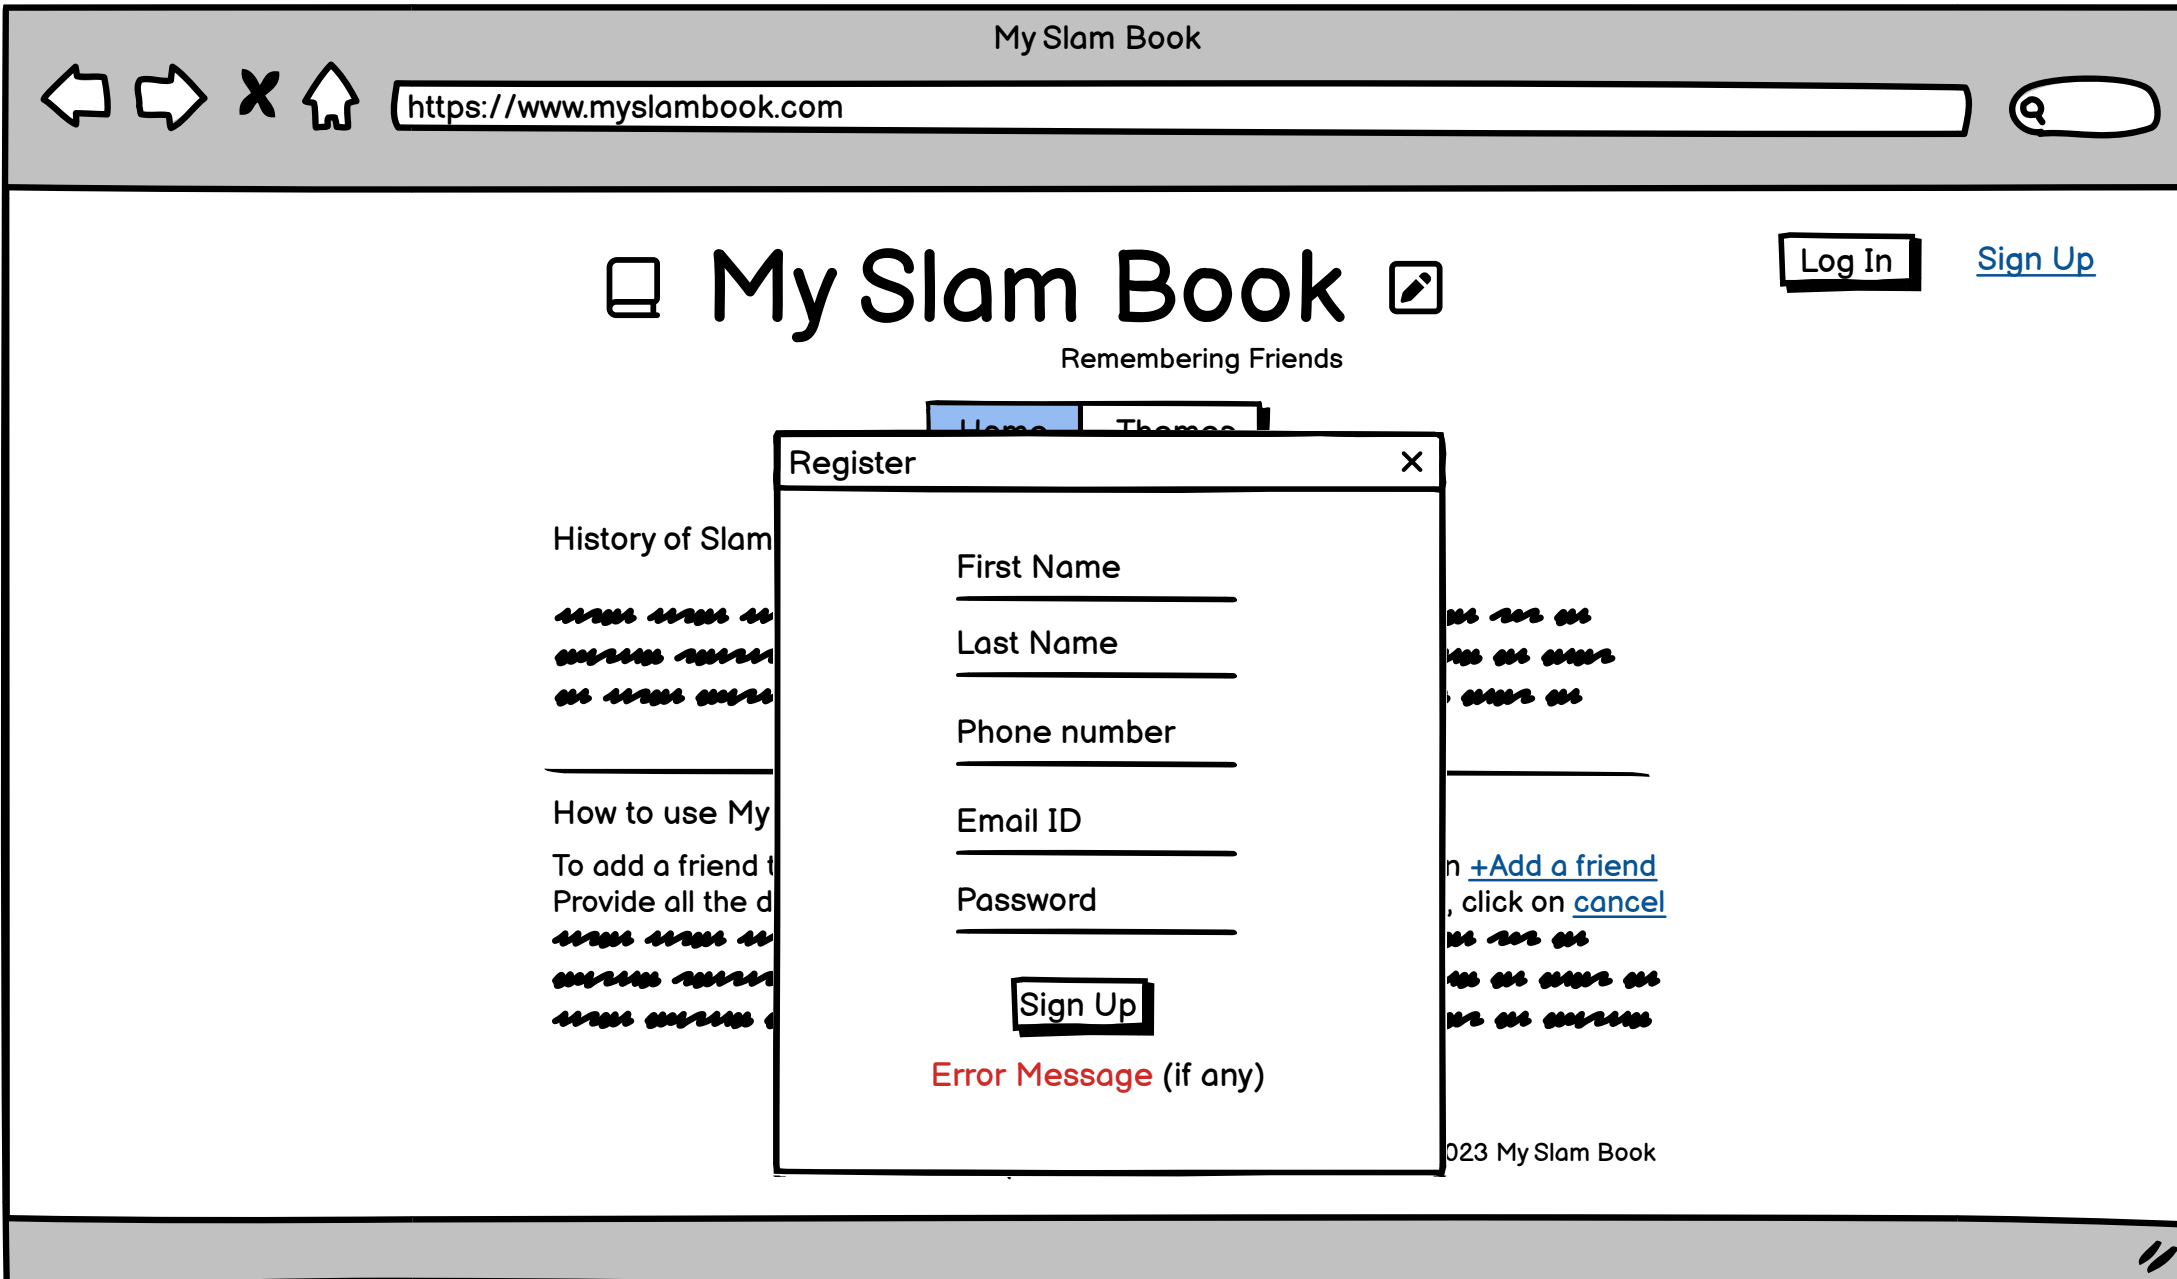 My Slam Book
https://www.myslambook.com
My Slam Book
Log In
Sign Up
Remembering Friends
Home
Themes
Register
History of Slam
First Name
Last Name
Phone number
Email ID
Password
Sign Up
Error Message (if any)
How to use My
To add a friend
+Add a friend
Provide all the
, click on cancel
023 My Slam Book